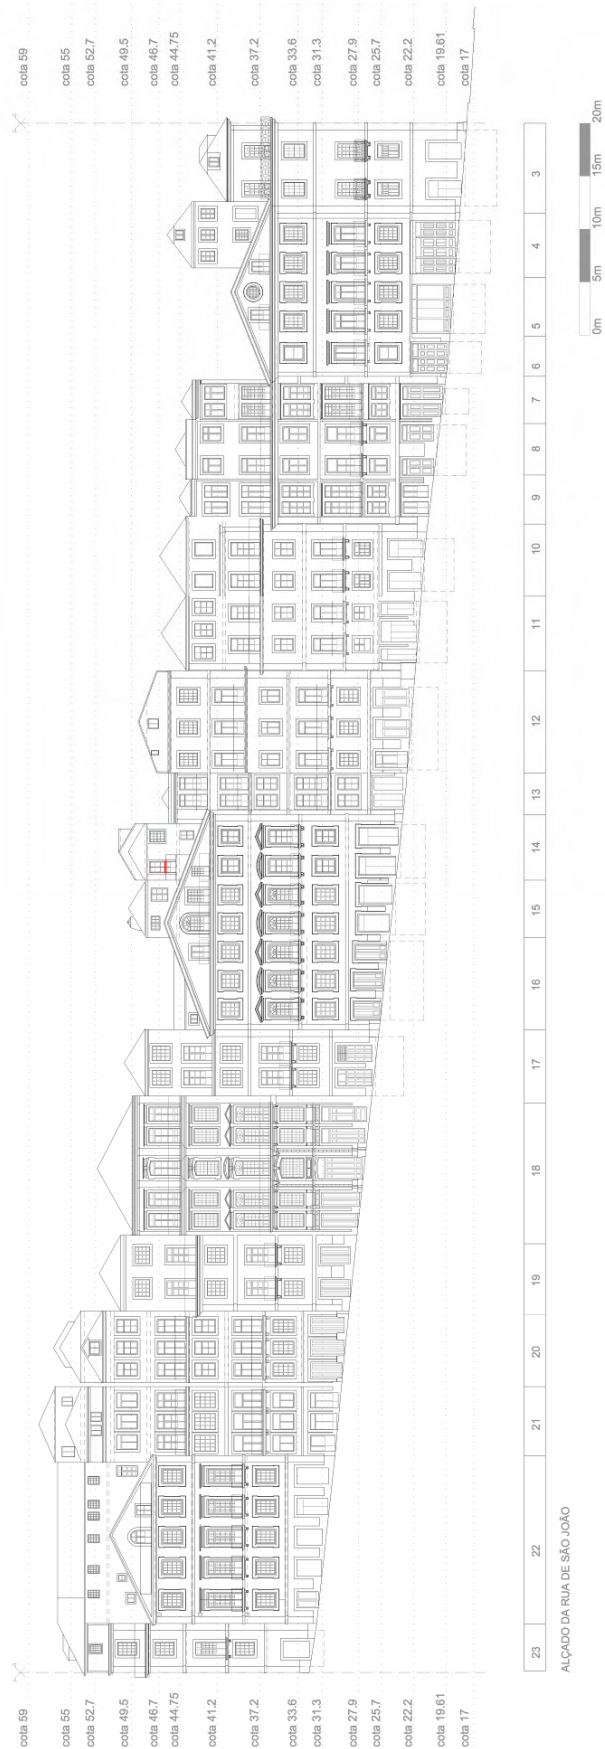 cota 59
cota 55
cota 52.7
cota 49.5
cota 46.7
cota 44.75
cota 41.2
cota 37.2
cota 33.6
cota 31.3
cota 27.9
cota 25.7
cota 22.2
cota 19.61
cota 17
cota 59
cota 55
cota 52.7
cota 49.5
cota 46.7
cota 44.75
cota 41.2
cota 37.2
cota 33.6
cota 31.3
cota 27.9
cota 25.7
cota 22.2
cota 19.61
cota 17
23 22 21 20 19 18 17 16 15 14 13 12 11 10 9 8 7 6 5 4 3
ALÇADO DA RUA DE SÃO JOÃO
0m 5m 10m 15m 20m